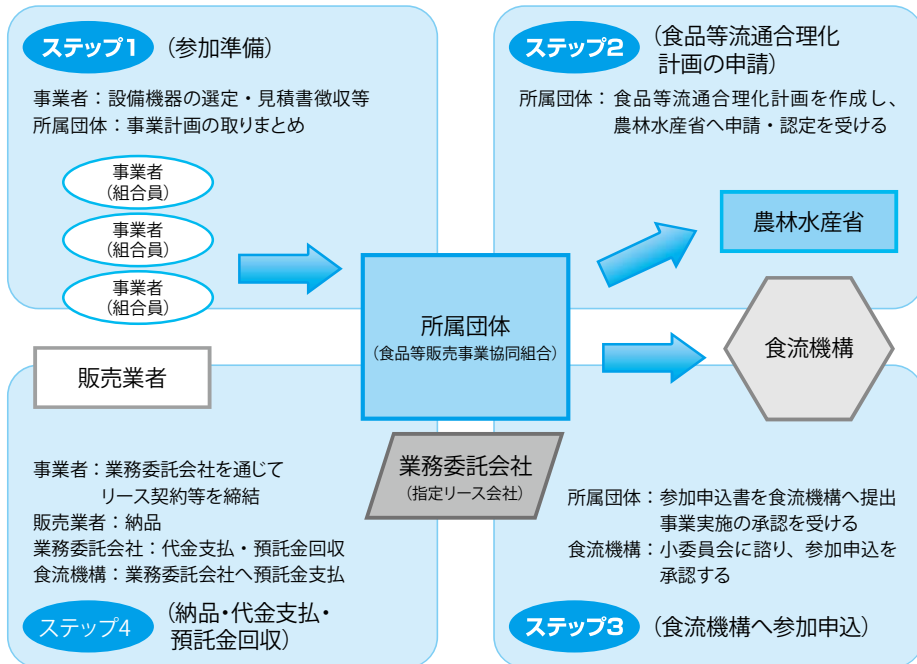 ステップ1 (参加準備)
事業者：設備機器の選定・見積書徴収等
所属団体：事業計画の取りまとめ
事業者
(組合員)
事業者
(組合員)
事業者
(組合員)
ステップ2 (食品等流通合理化
計画の申請)
所属団体：食品等流通合理化計画を作成し、
農林水産省へ申請・認定を受ける
農林水産省
所属団体
(食品等販売事業協同組合)
食流機構
販売業者
業務委託会社
(指定リース会社)
事業者：業務委託会社を通じて
リース契約等を締結
販売業者：納品
業務委託会社：代金支払・預託金回収
食流機構：業務委託会社へ預託金支払
ステップ4 (納品・代金支払・
預託金回収)
所属団体：参加申込書を食流機構へ提出
事業実施の承認を受ける
食流機構：小委員会に諮り、参加申込を
承認する
ステップ3 (食流機構へ参加申込)